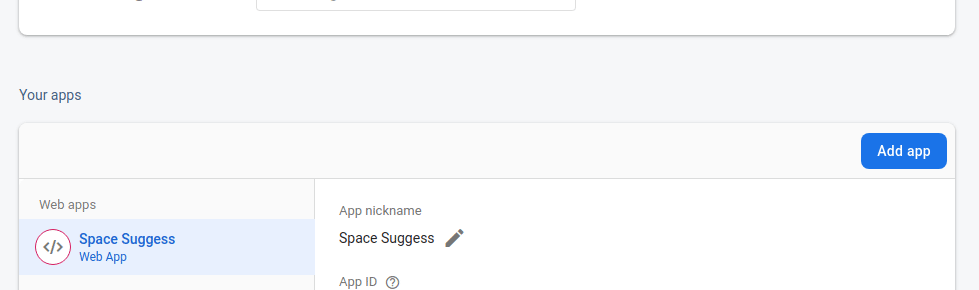 Your apps
Add app
Web apps
</> Space Suggess
Web App
App nickname
Space Suggess
App ID